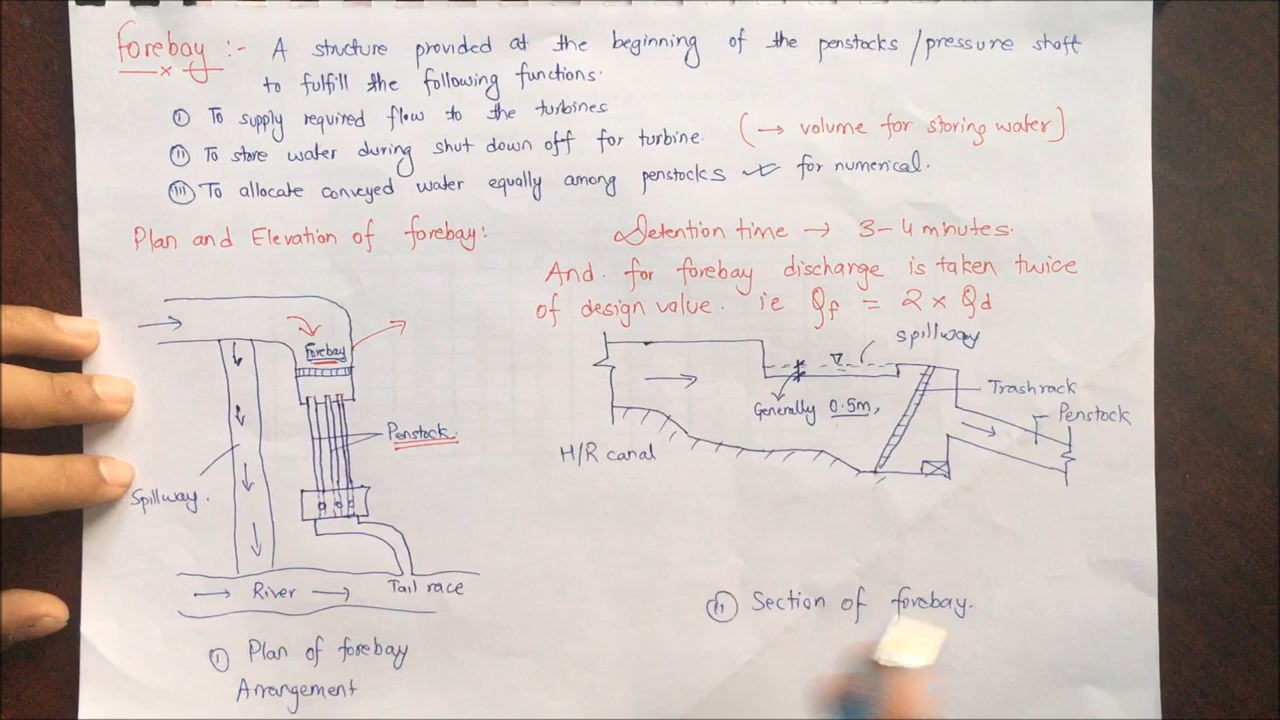 Forebay :- A structure provided at the beginning of the penstocks / pressure shaft
to fulfill the following functions.
(i) To supply required flow to the turbines
(ii) To store water during shut down off for turbine. (→ volume for storing water)
(iii) To allocate conveyed water equally among penstocks ✓ for numerical.
Plan and Elevation of forebay:
Detention time → 3-4 minutes.
And. for forebay discharge is taken twice
of design value. ie Qf = 2 x Qd
Forebay
Penstock.
Spillway.
→ River →
Tail race
(i) Plan of forebay
Arrangement
spillway
Trashrack
Penstock
Generally 0.5m,
H/R canal
(ii) Section of forebay.